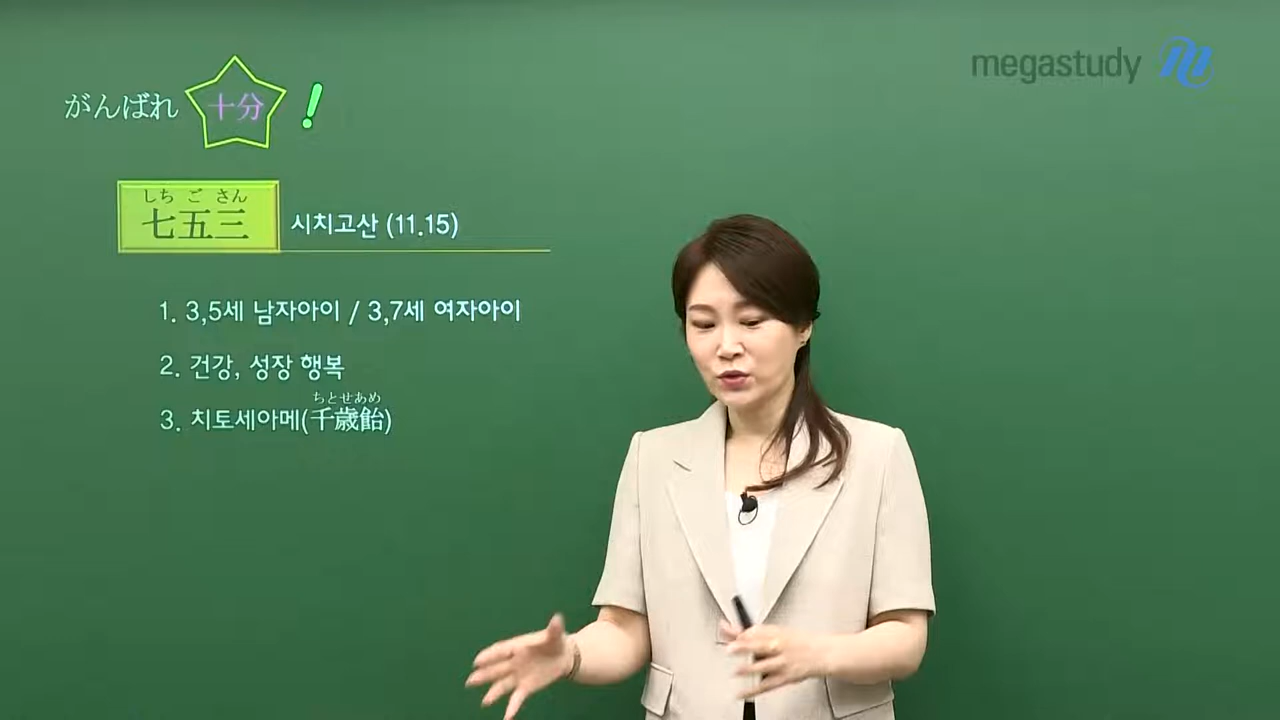 megastudy
がんばれ 十分 !
しち ご さん
七五三 시치고산 (11.15)
1. 3,5세 남자아이 / 3,7세 여자아이
2. 건강, 성장 행복
ちとせあめ
3. 치토세아메(千歳飴)